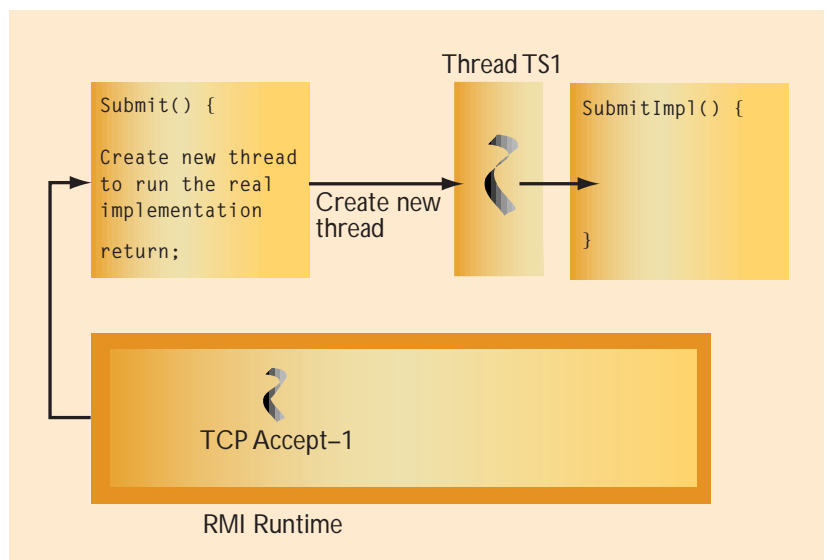 Thread TS1
Submit() {
Create new thread
to run the real
implementation
return;
Create new
thread
SubmitImpl() {
}
TCP Accept–1
RMI Runtime